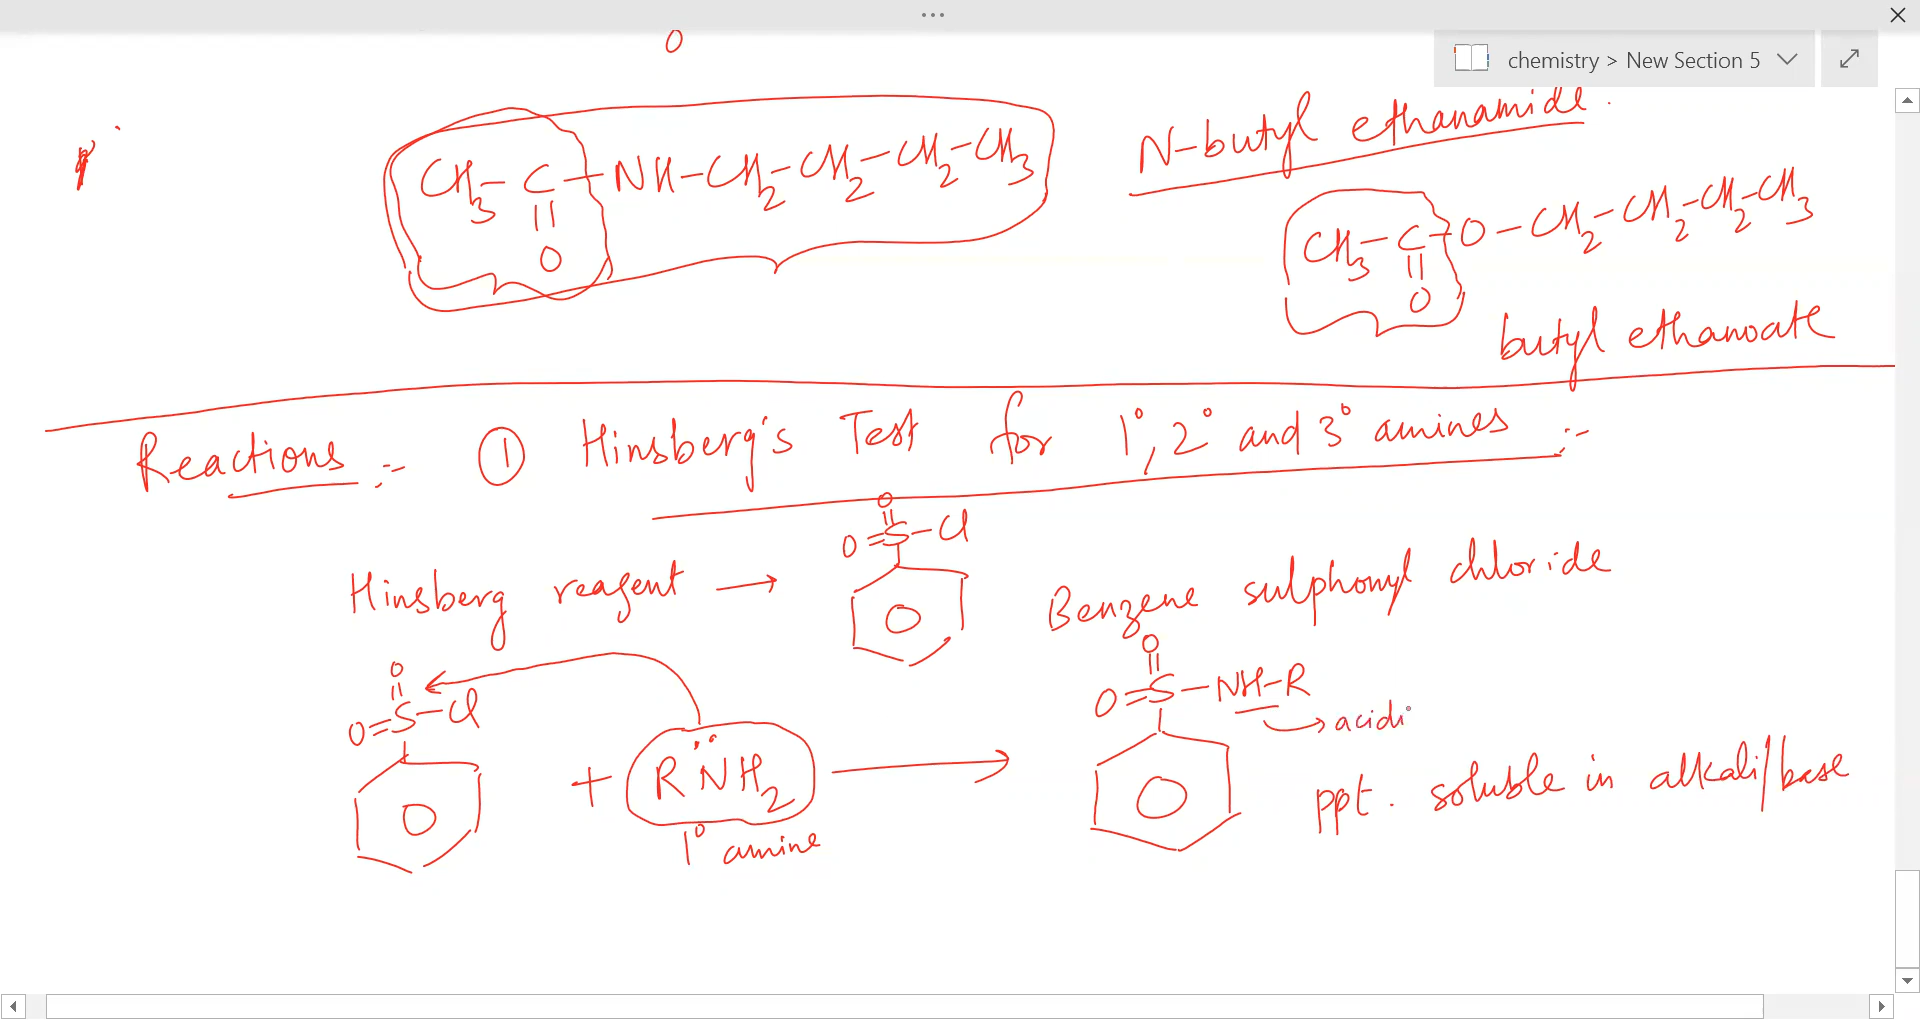 chemistry > New Section 5
O
N-butyl ethanamide.
CH3-C-NH-CH2-CH2-CH2-CH3
||
O
CH3-C-O-CH2-CH2-CH2-CH3
||
O
butyl ethanoate
Reactions :- ① Hinsberg's Test for 1°, 2° and 3° amines :-
O
||
O=S-Cl
Hinsberg reagent → Benzene sulphonyl chloride
O
||
O=S-Cl
O
||
O=S-NH-R
→ acidi
+ R N̈H2 →
1° amine
ppt. soluble in alkali/base